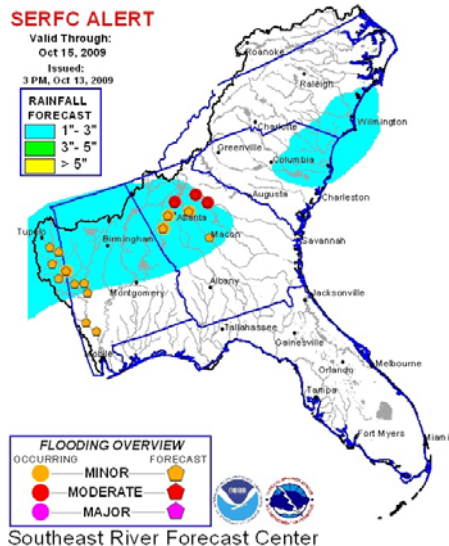 SERFC ALERT
Valid Through:
Oct 15, 2009
Issued:
3 PM, Oct 13, 2009
RAINFALL
FORECAST
1"- 3"
3"- 5"
> 5"
Roanoke
Raleigh
Charlotte
Wilmington
Greenville
Columbia
Augusta
Charleston
Atlanta
Tupelo
Birmingham
Macon
Savannah
Montgomery
Albany
Jacksonville
Tallahassee
Mobile
Gainesville
Orlando
Melbourne
Tampa
Fort Myers
Miami
FLOODING OVERVIEW
OCCURRING FORECAST
MINOR
MODERATE
MAJOR
Southeast River Forecast Center